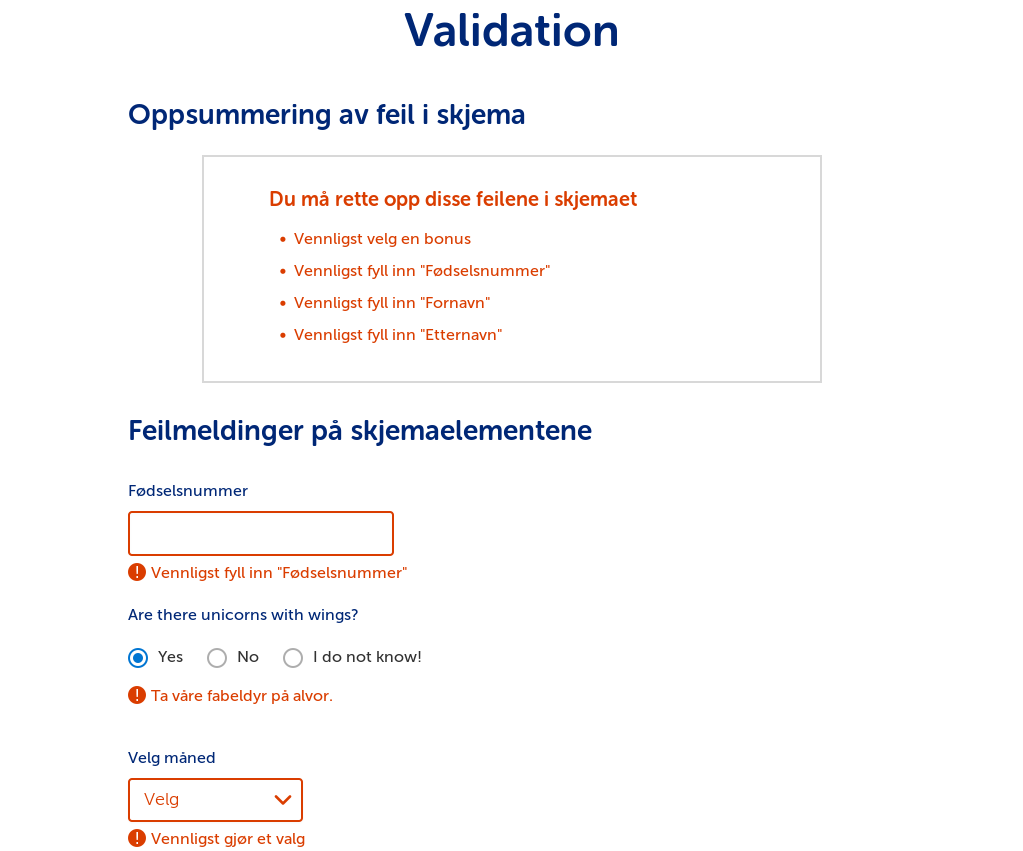 Validation
Oppsummering av feil i skjema
Du må rette opp disse feilene i skjemaet
• Vennligst velg en bonus
• Vennligst fyll inn "Fødselsnummer"
• Vennligst fyll inn "Fornavn"
• Vennligst fyll inn "Etternavn"
Feilmeldinger på skjemaelementene
Fødselsnummer
Vennligst fyll inn "Fødselsnummer"
Are there unicorns with wings?
Yes No I do not know!
Ta våre fabeldyr på alvor.
Velg måned
Velg
Vennligst gjør et valg